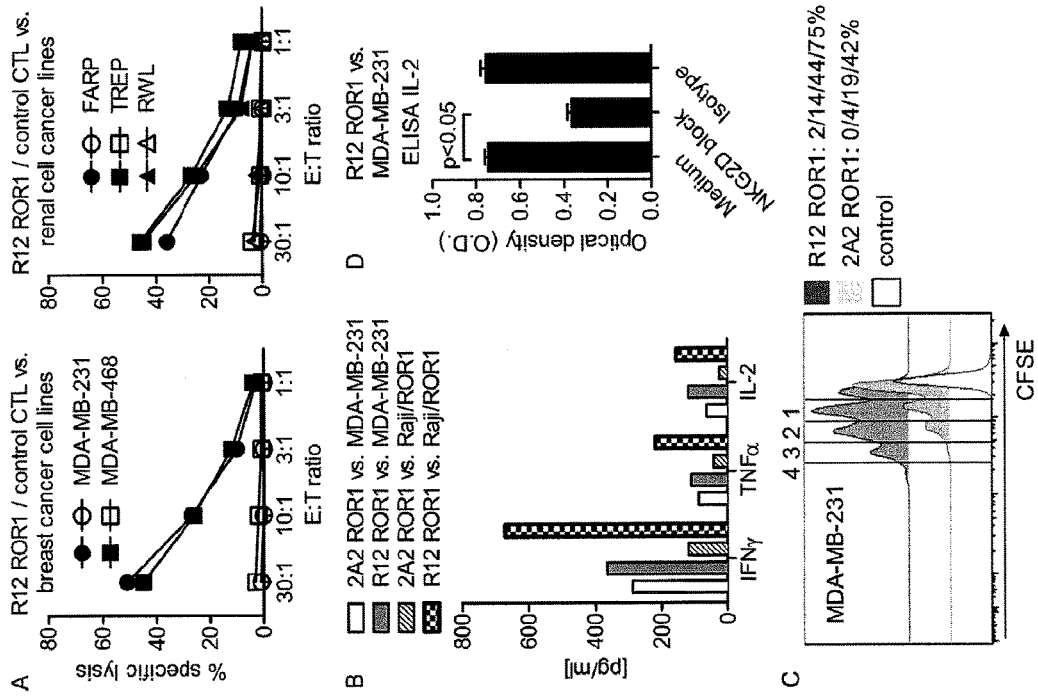 A
R12 ROR1 / control CTL vs.
breast cancer cell lines
MDA-MB-231
MDA-MB-468
% specific lysis
80
60
40
20
0
30:1 10:1 3:1 1:1
E:T ratio
R12 ROR1 / control CTL vs.
renal cell cancer lines
FARP
TREP
RWL
80
60
40
20
0
30:1 10:1 3:1 1:1
E:T ratio
B
2A2 ROR1 vs. MDA-MB-231
R12 ROR1 vs. MDA-MB-231
2A2 ROR1 vs. Raji/ROR1
R12 ROR1 vs. Raji/ROR1
[pg/ml]
800
600
400
200
0
IFNγ TNFα IL-2
D
R12 ROR1 vs.
MDA-MB-231
ELISA IL-2
p<0.05
Optical density (O.D.)
1.0
0.8
0.6
0.4
0.2
0.0
Medium
NKG2D block
Isotype
C
MDA-MB-231
4 3 2 1
CFSE
R12 ROR1: 2/14/44/75%
2A2 ROR1: 0/4/19/42%
control